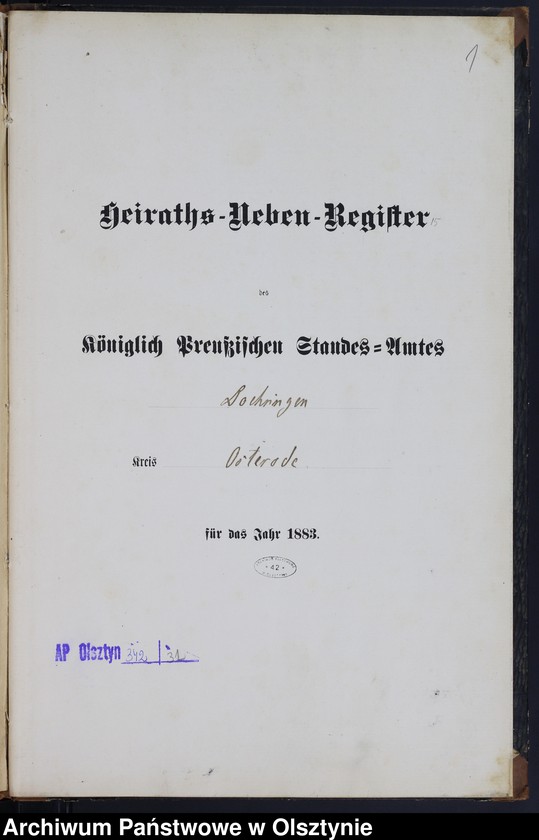 1
Heiraths-Neben-Register
des
Königlich Preußischen Standes-Amtes
Doehringen
Kreis Osterode
für das Jahr 1883.
* 42 *
AP Olsztyn 342 | 31
Archiwum Państwowe w Olsztynie